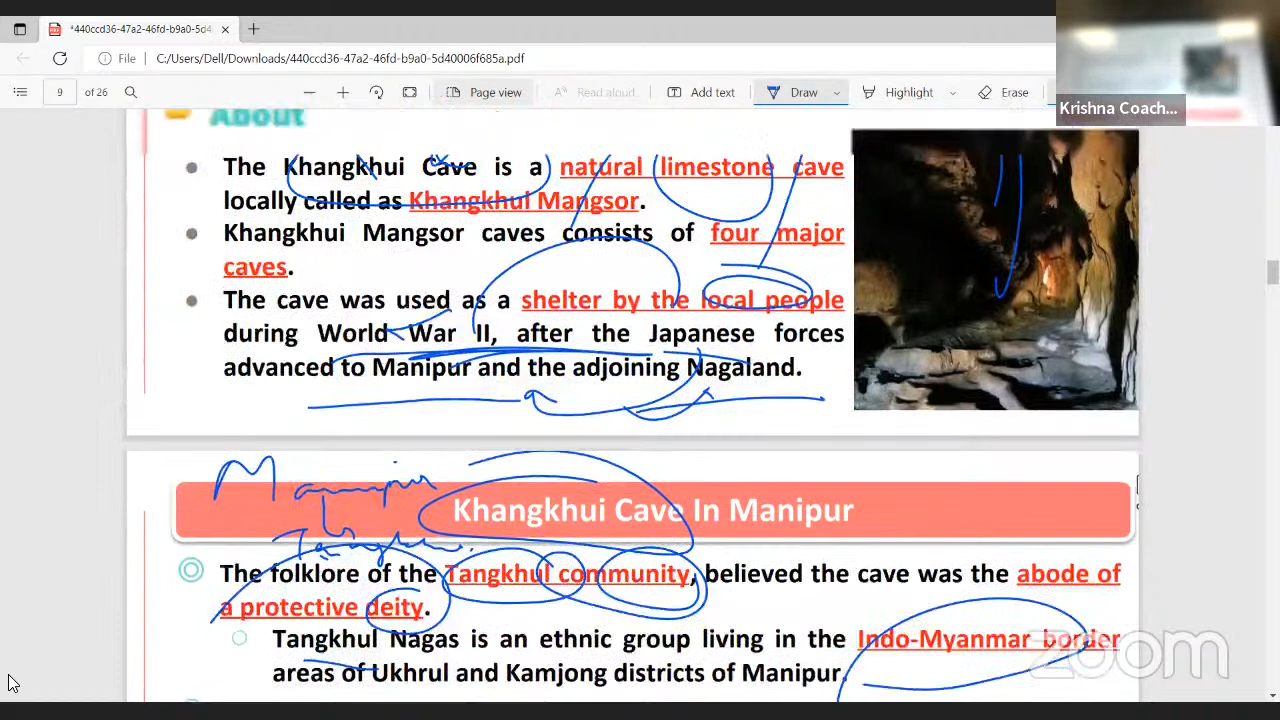 *440ccd36-47a2-46fd-b9a0-5d4
File C:/Users/Dell/Downloads/440ccd36-47a2-46fd-b9a0-5d40006f685a.pdf
9 of 26 Page view Read aloud Add text Draw Highlight Erase
Krishna Coach...
About
The Khangkhui Cave is a natural limestone cave
locally called as Khangkhul Mangsor.
Khangkhui Mangsor caves consists of four major
caves.
The cave was used as a shelter by the local people
during World War II, after the Japanese forces
advanced to Manipur and the adjoining Nagaland.
Manipur
Khangkhui Cave In Manipur
The folklore of the Tangkhul community, believed the cave was the abode of
a protective deity.
Tangkhul Nagas is an ethnic group living in the Indo-Myanmar border
areas of Ukhrul and Kamjong districts of Manipur.
zoom